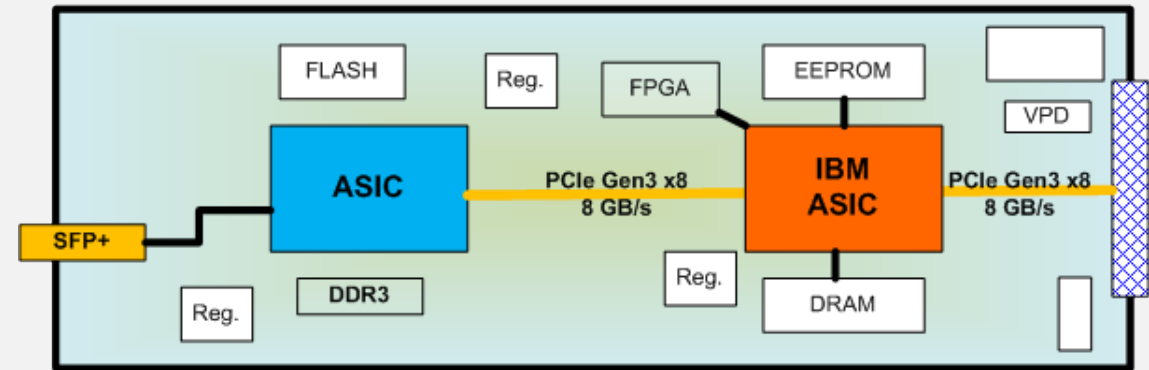 FLASH
Reg.
FPGA
EEPROM
VPD
ASIC
PCIe Gen3 x8
8 GB/s
IBM
ASIC
PCIe Gen3 x8
8 GB/s
SFP+
Reg.
DDR3
Reg.
DRAM